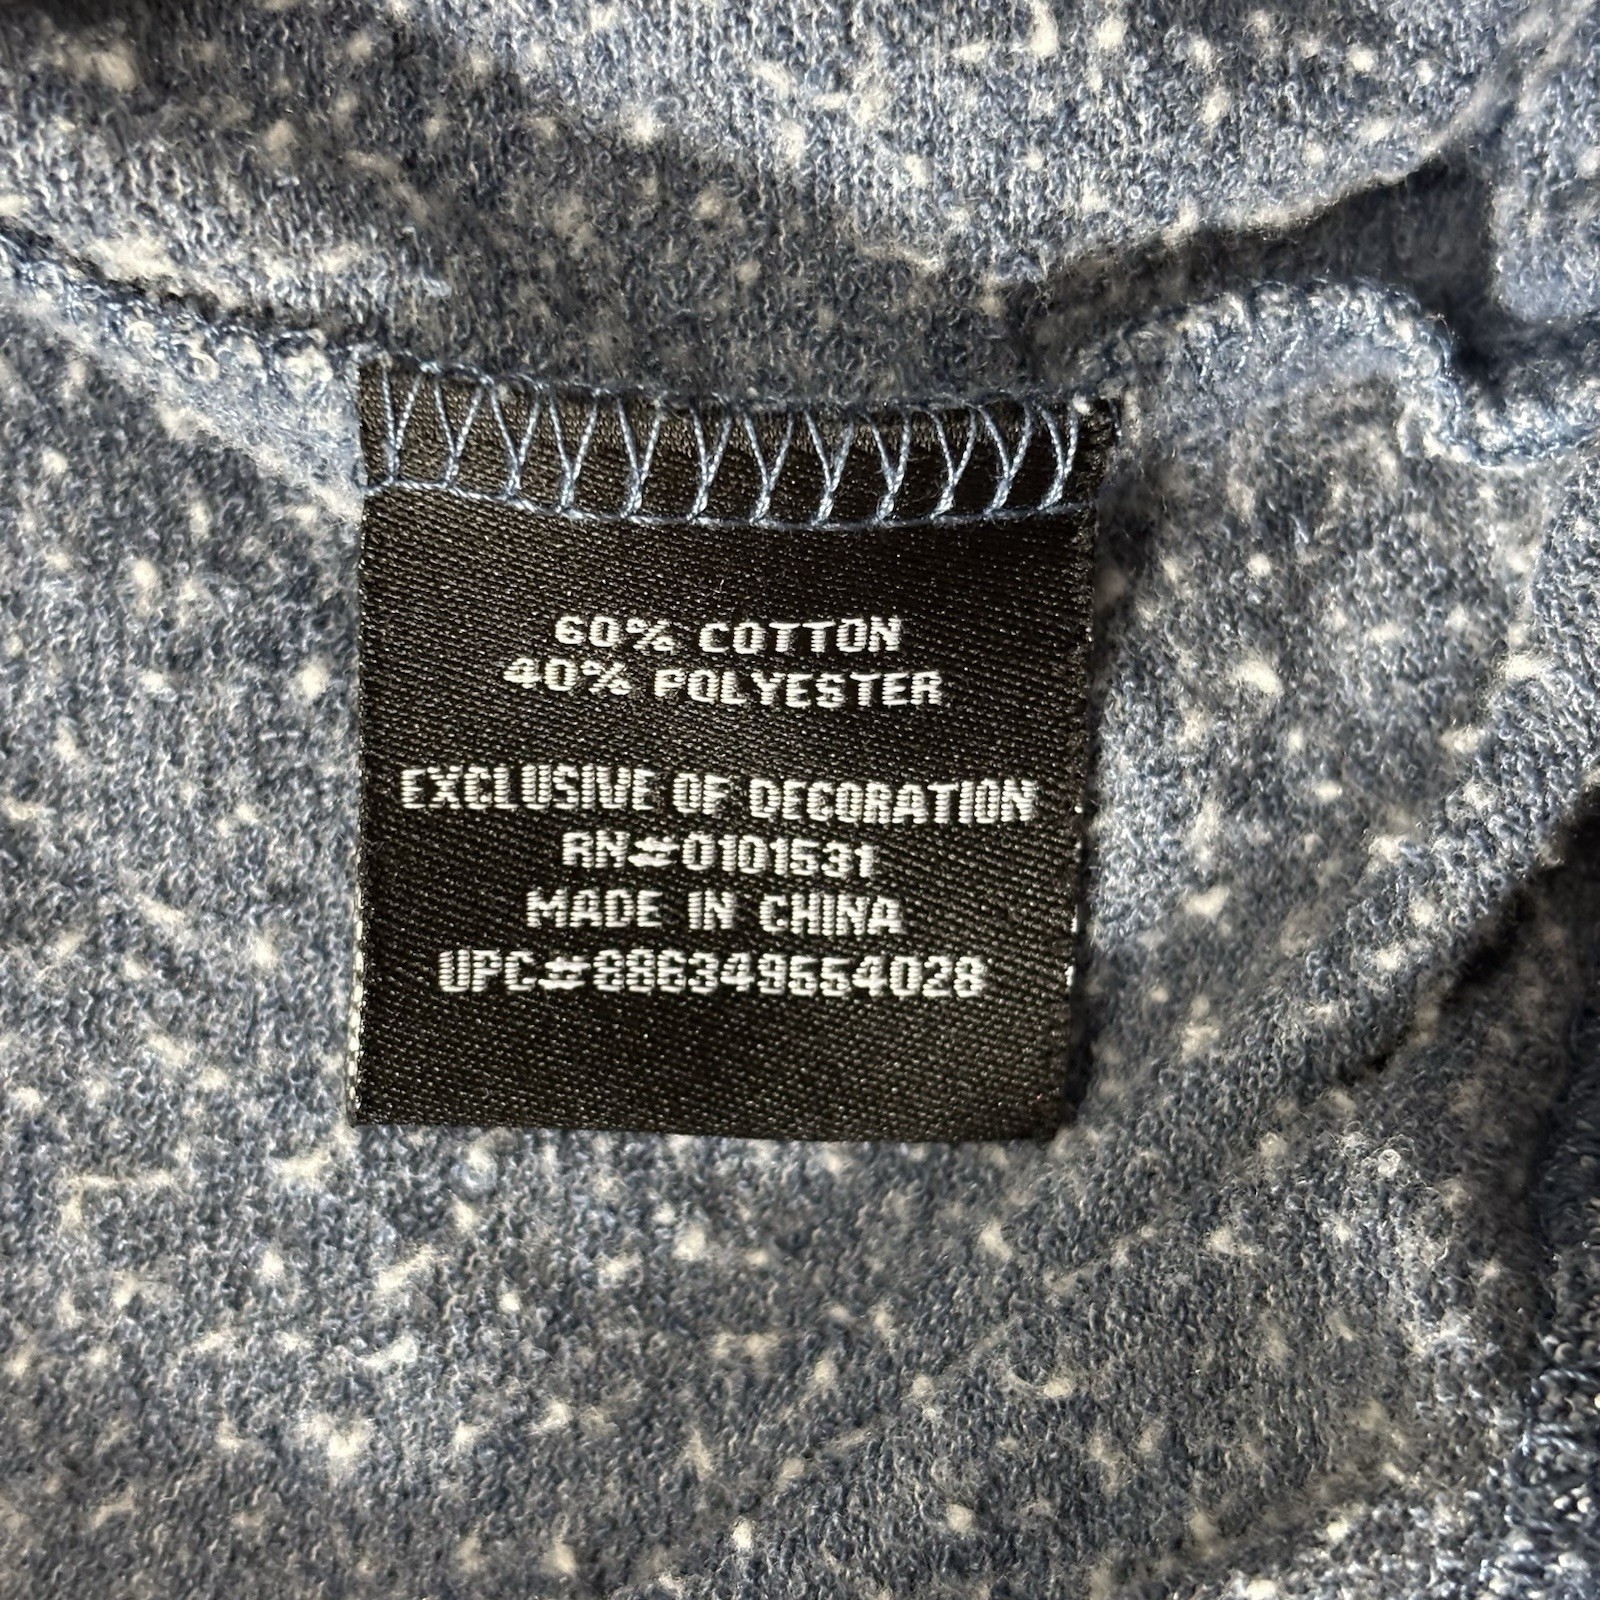 60% COTTON
40% POLYESTER
EXCLUSIVE OF DECORATION
RN#0101531
MADE IN CHINA
UPC#886349554028